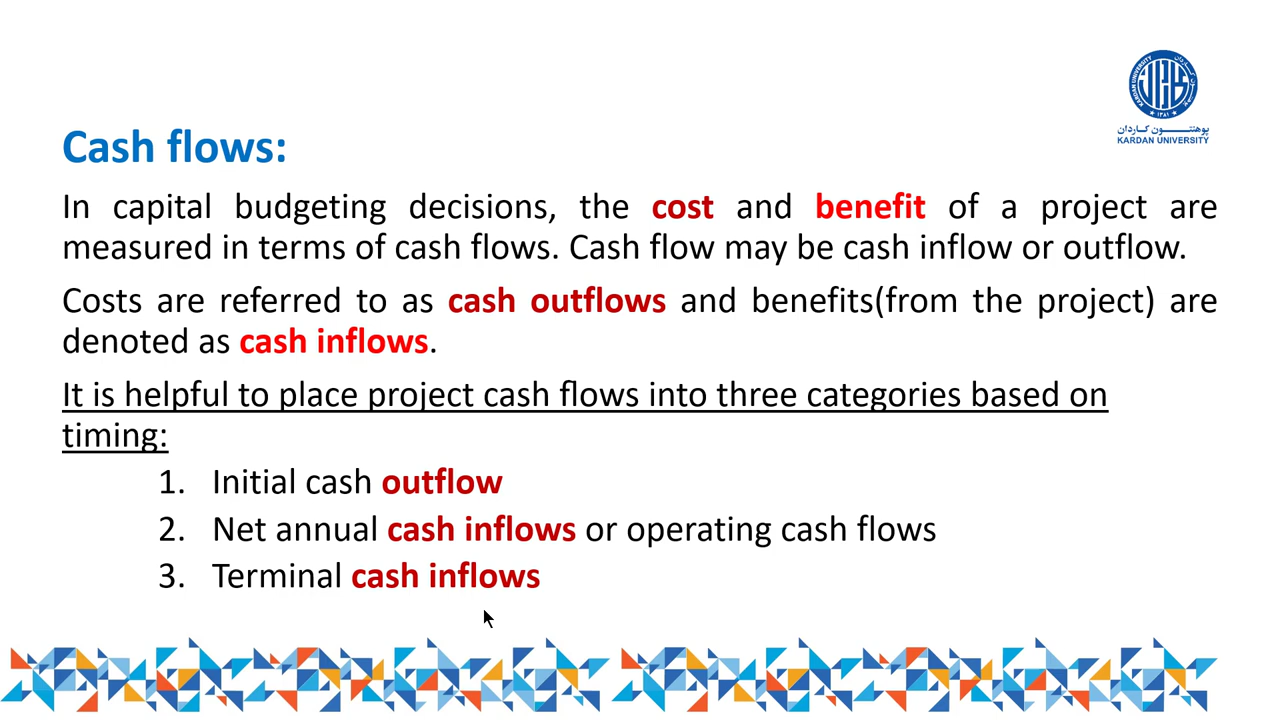 پوهنتـــــون کـاردان
KARDAN UNIVERSITY
Cash flows:
In capital budgeting decisions, the cost and benefit of a project are
measured in terms of cash flows. Cash flow may be cash inflow or outflow.
Costs are referred to as cash outflows and benefits(from the project) are
denoted as cash inflows.
It is helpful to place project cash flows into three categories based on
timing:
1. Initial cash outflow
2. Net annual cash inflows or operating cash flows
3. Terminal cash inflows